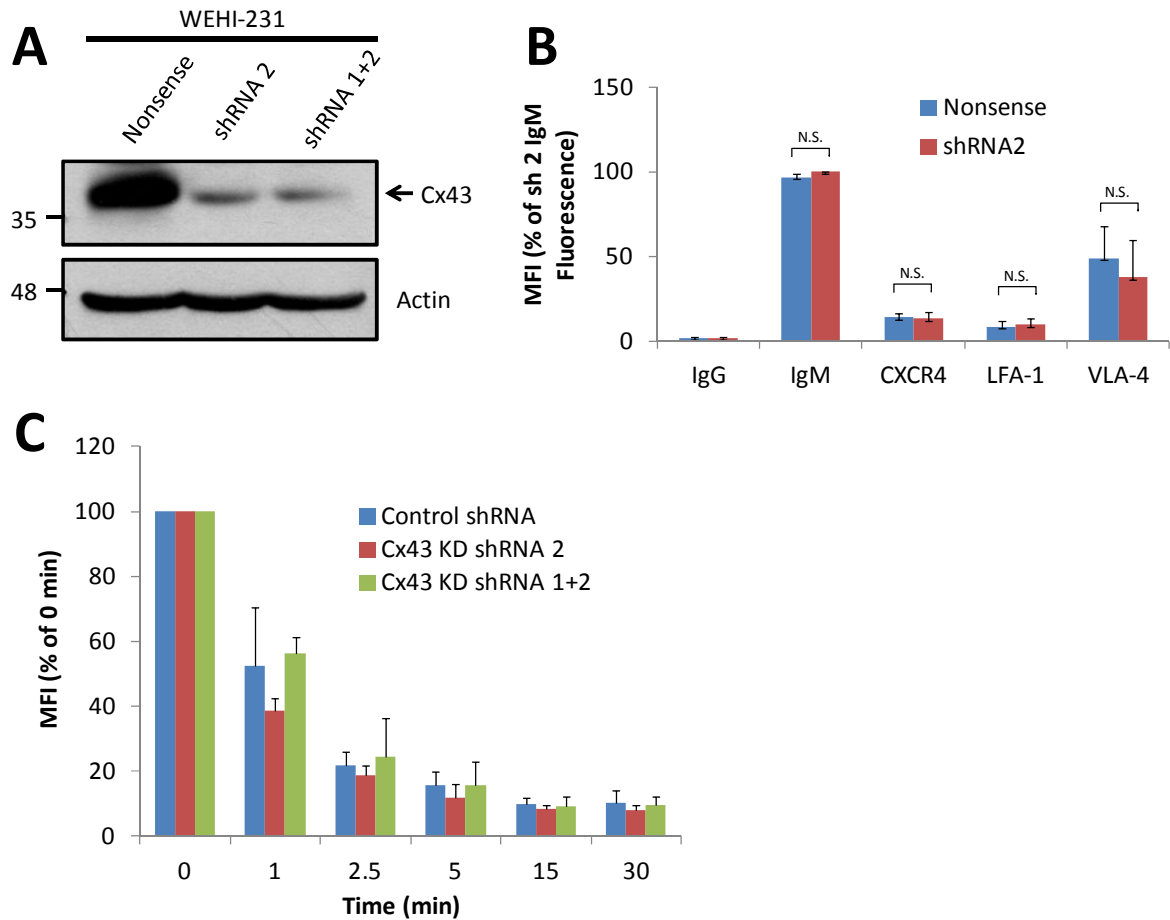 A
WEHI-231
Nonsense
shRNA 2
shRNA 1+2
35
Cx43
48
Actin
B
MFI (% of sh 2 IgM
Fluorescence)
150
100
50
0
Nonsense
shRNA2
N.S.
N.S.
N.S.
N.S.
IgG
IgM
CXCR4
LFA-1
VLA-4
C
MFI (% of 0 min)
120
100
80
60
40
20
0
Control shRNA
Cx43 KD shRNA 2
Cx43 KD shRNA 1+2
0
1
2.5
5
15
30
Time (min)